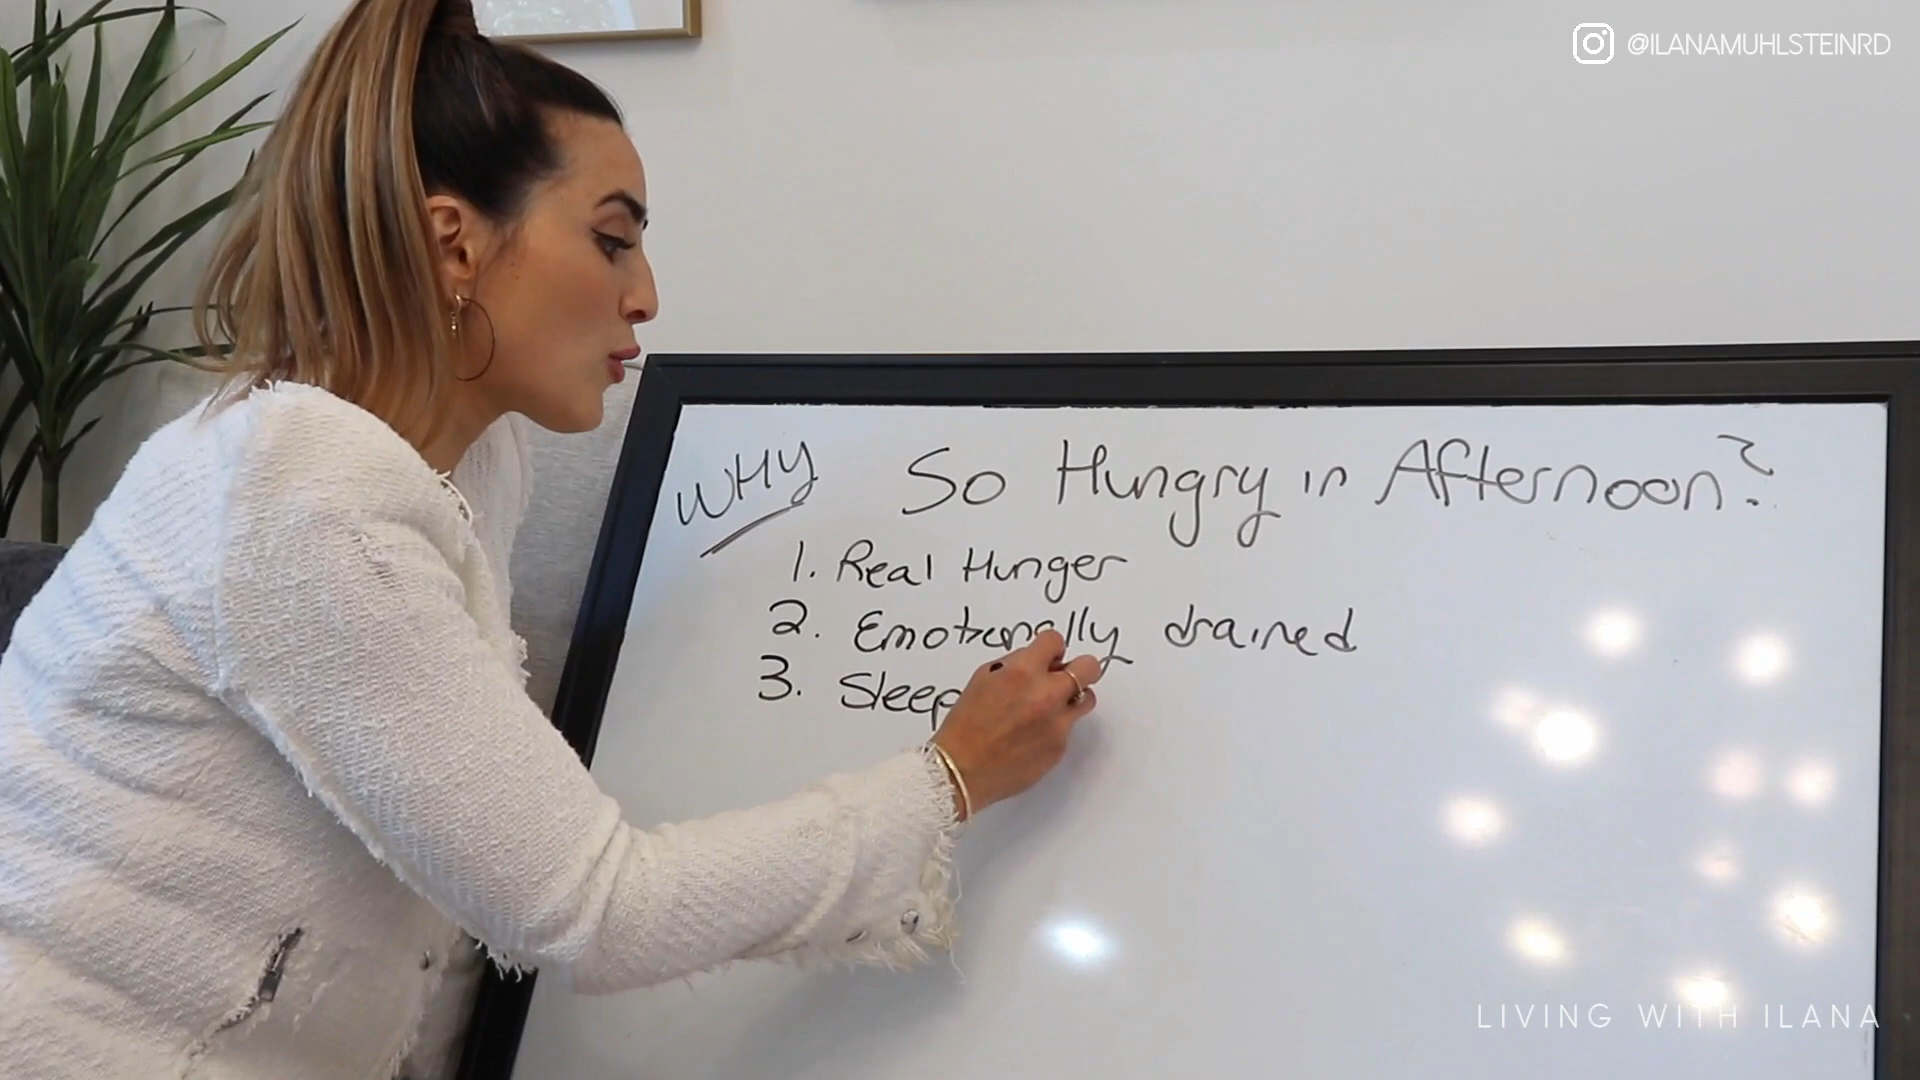 @ILANAMUHLSTEINRD
WHY So Hungry in Afternoon?
1. Real Hunger
2. Emotionally drained
3. Sleep
LIVING WITH ILANA